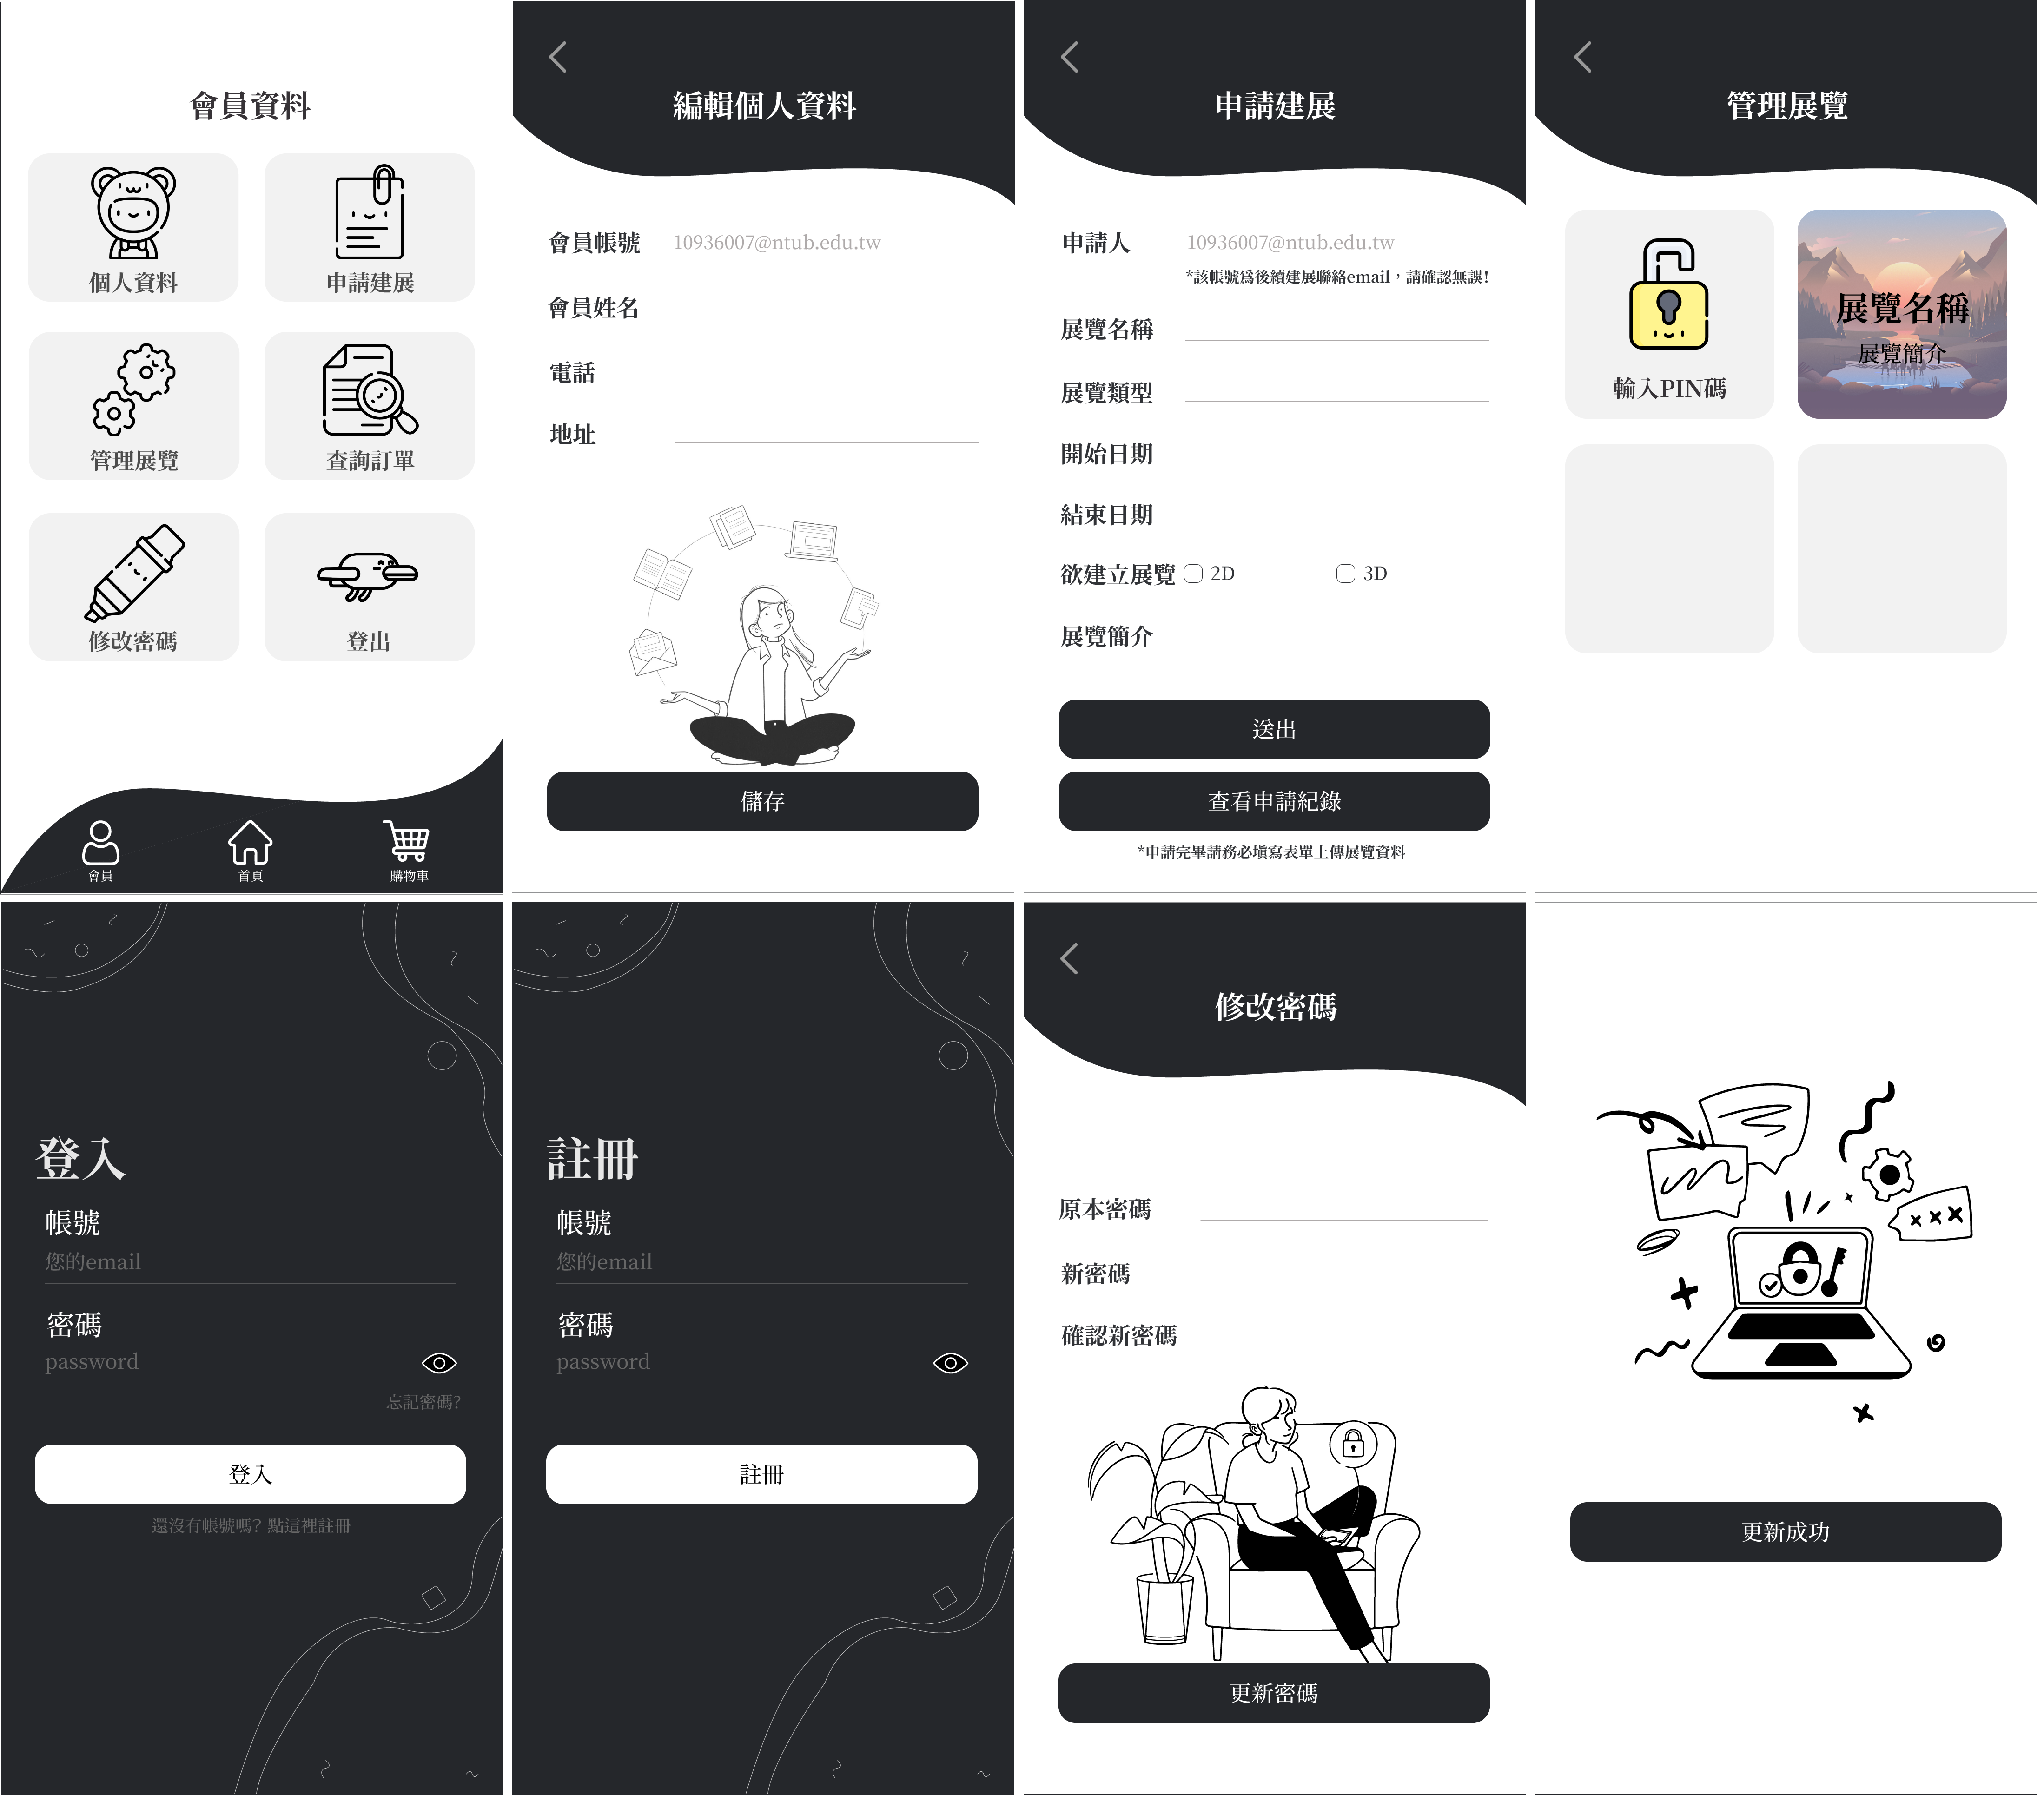 會員資料
個人資料
申請建展
管理展覽
查詢訂單
修改密碼
登出
會員
首頁
購物車
編輯個人資料
會員帳號 10936007@ntub.edu.tw
會員姓名
電話
地址
儲存
申請建展
申請人 10936007@ntub.edu.tw
*該帳號為後續建展聯絡email，請確認無誤!
展覽名稱
展覽類型
開始日期
結束日期
欲建立展覽 2D 3D
展覽簡介
送出
查看申請紀錄
*申請完畢請務必填寫表單上傳展覽資料
管理展覽
輸入PIN碼
展覽名稱
展覽簡介
登入
帳號
您的email
密碼
password
忘記密碼?
登入
還沒有帳號嗎? 點這裡註冊
註冊
帳號
您的email
密碼
password
註冊
修改密碼
原本密碼
新密碼
確認新密碼
更新密碼
更新成功